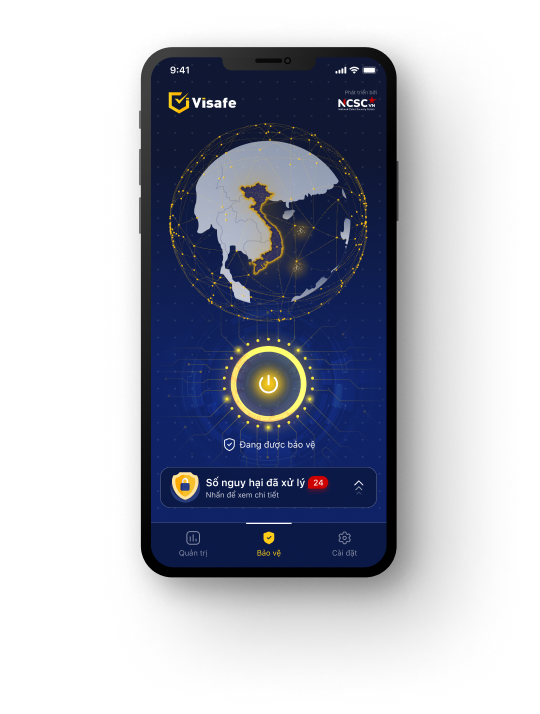 9:41
Visafe
Phát triển bởi
NCSC VN
Đang được bảo vệ
Số nguy hại đã xử lý 24
Nhấn để xem chi tiết
Quản trị
Bảo vệ
Cài đặt